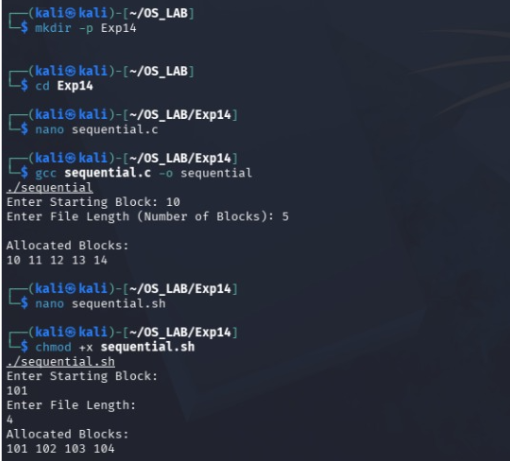 ┌──(kali㉿kali)-[~/OS_LAB]
└─$ mkdir -p Exp14
┌──(kali㉿kali)-[~/OS_LAB]
└─$ cd Exp14
┌──(kali㉿kali)-[~/OS_LAB/Exp14]
└─$ nano sequential.c
┌──(kali㉿kali)-[~/OS_LAB/Exp14]
└─$ gcc sequential.c -o sequential
./sequential
Enter Starting Block: 10
Enter File Length (Number of Blocks): 5
Allocated Blocks:
10 11 12 13 14
┌──(kali㉿kali)-[~/OS_LAB/Exp14]
└─$ nano sequential.sh
┌──(kali㉿kali)-[~/OS_LAB/Exp14]
└─$ chmod +x sequential.sh
./sequential.sh
Enter Starting Block:
101
Enter File Length:
4
Allocated Blocks:
101 102 103 104